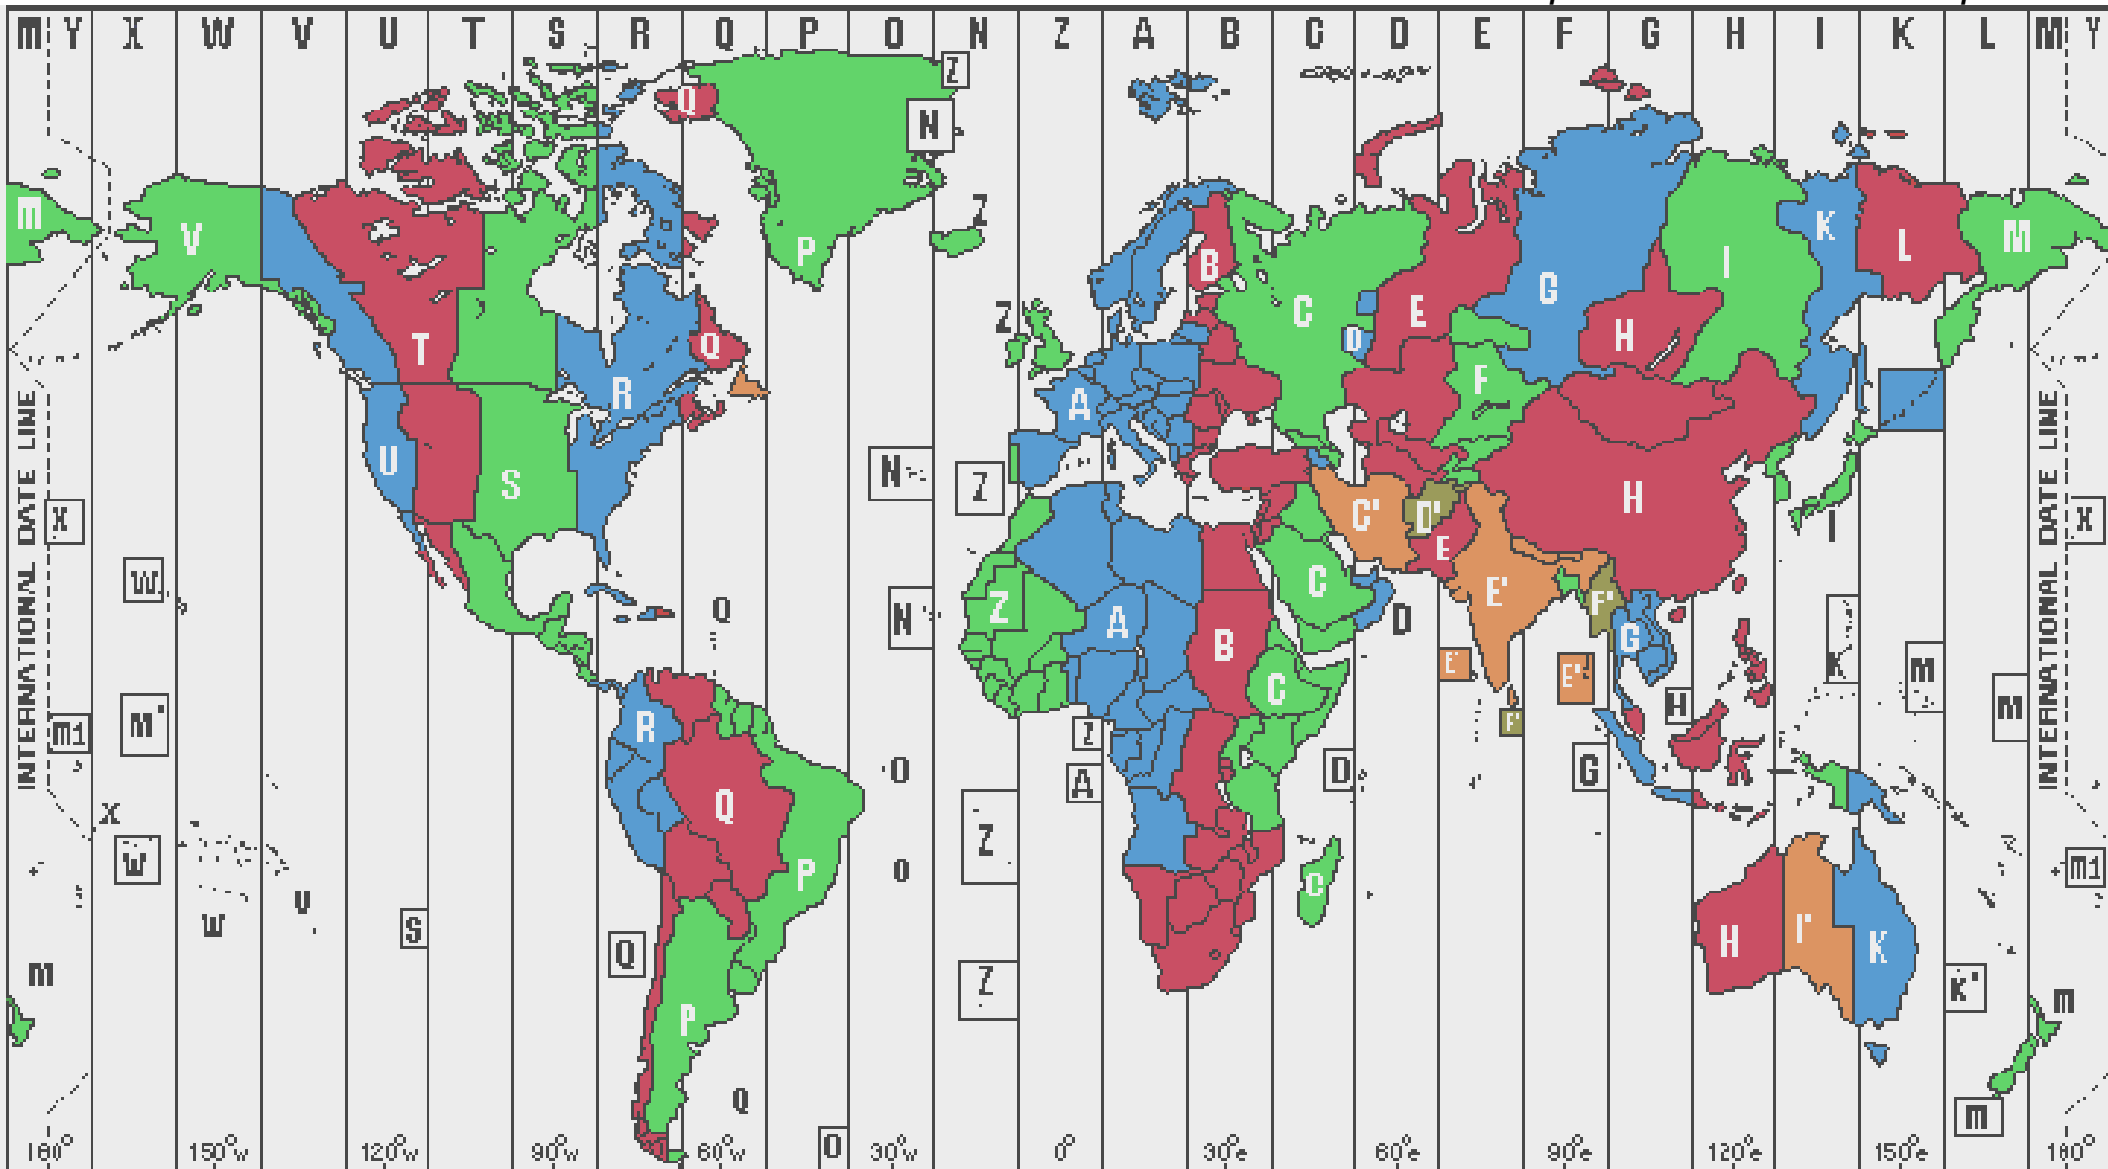 M Y X W V U T S R Q P O N Z A B C D E F G H I K L M Y
Z
Q
N
m
V
Z
P
B
K
L
M
C
I
G
E
Z
D
H
T
Q
R
A
F
U
S
N
Z
C'
D'
H
E
I
INTERNATIONAL DATE LINE
INTERNATIONAL DATE LINE
X
X
W
Q
N
Z
A
B
C
D
E'
F'
G
K
m
E'
E'
C
H
m
m1
m'
R
F'
Z
A
D
G
O
Q
X
W
Z
P
O
C
m1
V
W
S
Q
H
I'
K
m
Z
K'
m
P
Q
O
m
180° 150°w 120°w 90°w 60°w 30°w 0° 30°e 60°e 90°e 120°e 150°e 180°